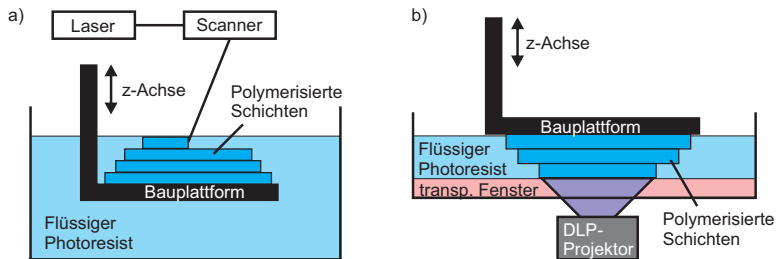 a)
Laser
Scanner
z-Achse
Polymerisierte
Schichten
Bauplattform
Flüssiger
Photoresist
b)
z-Achse
Bauplattform
Flüssiger
Photoresist
transp. Fenster
Polymerisierte
Schichten
DLP-
Projektor